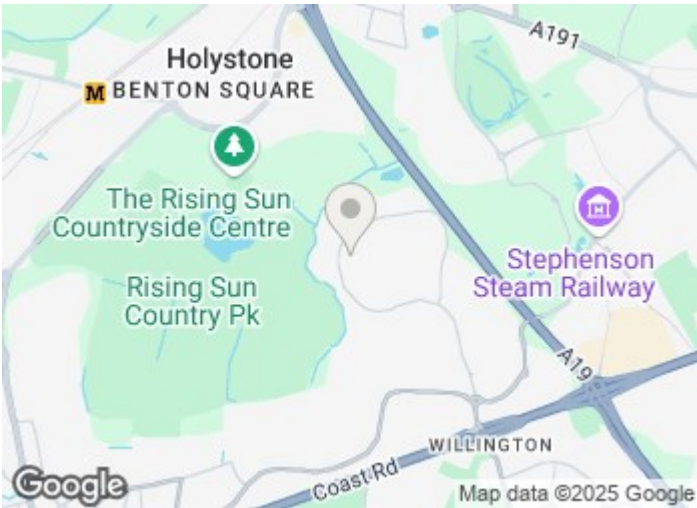 A191
Holystone
M BENTON SQUARE
The Rising Sun
Countryside Centre
Stephenson
Steam Railway
Rising Sun
Country Pk
A19
WILLINGTON
Coast Rd
Google
Map data ©2025 Google